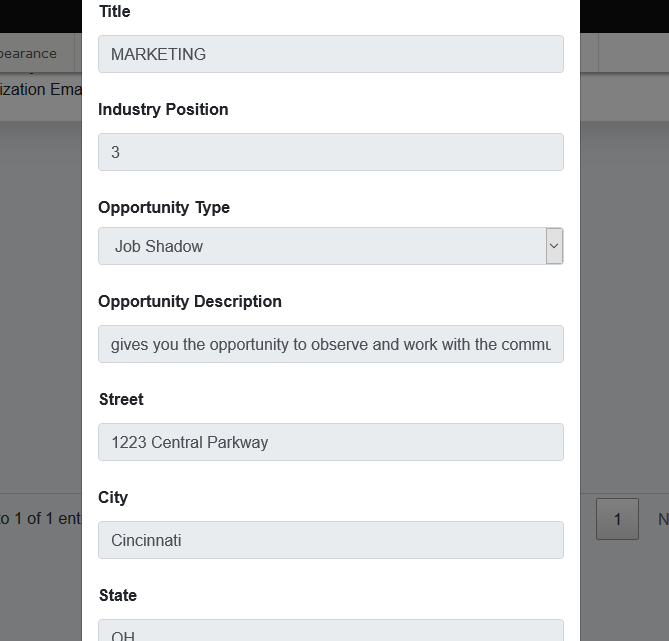 Title
MARKETING
pearance
ization Ema
Industry Position
3
Opportunity Type
Job Shadow
Opportunity Description
gives you the opportunity to observe and work with the commu
Street
1223 Central Parkway
City
to 1 of 1 ent
1
N
Cincinnati
State
OH